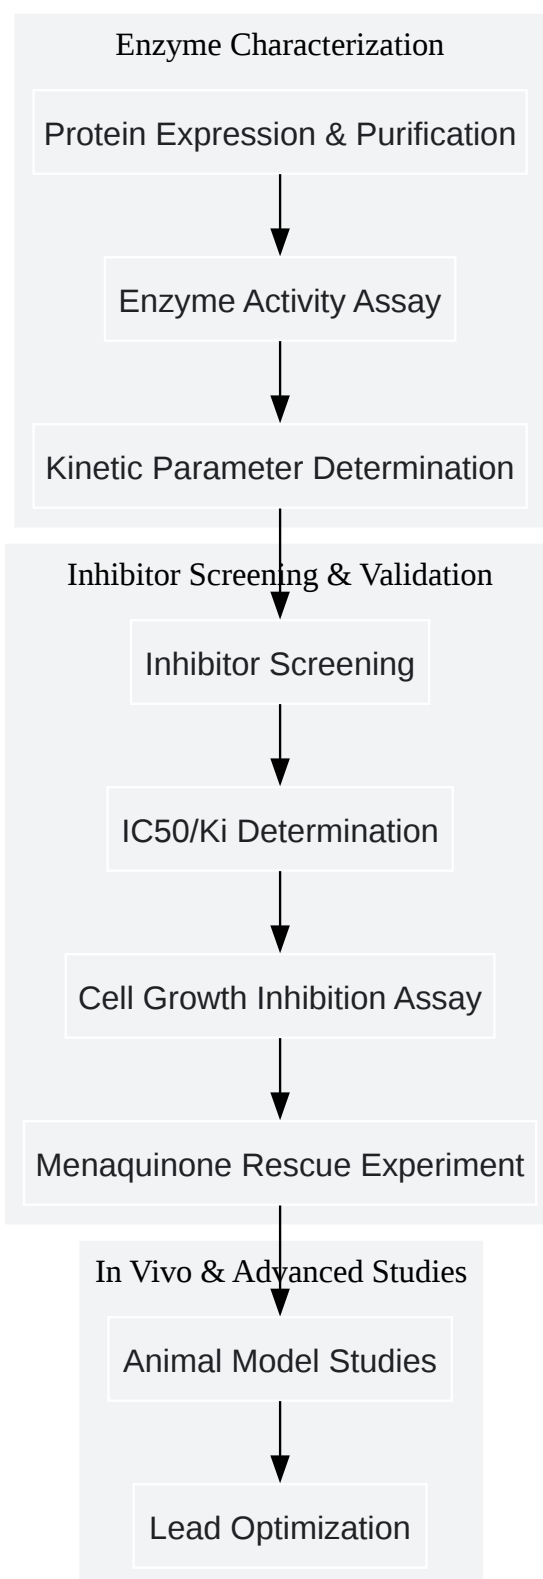 Enzyme Characterization
Protein Expression & Purification
Enzyme Activity Assay
Kinetic Parameter Determination
Inhibitor Screening & Validation
Inhibitor Screening
IC50/Ki Determination
Cell Growth Inhibition Assay
Menaquinone Rescue Experiment
In Vivo & Advanced Studies
Animal Model Studies
Lead Optimization